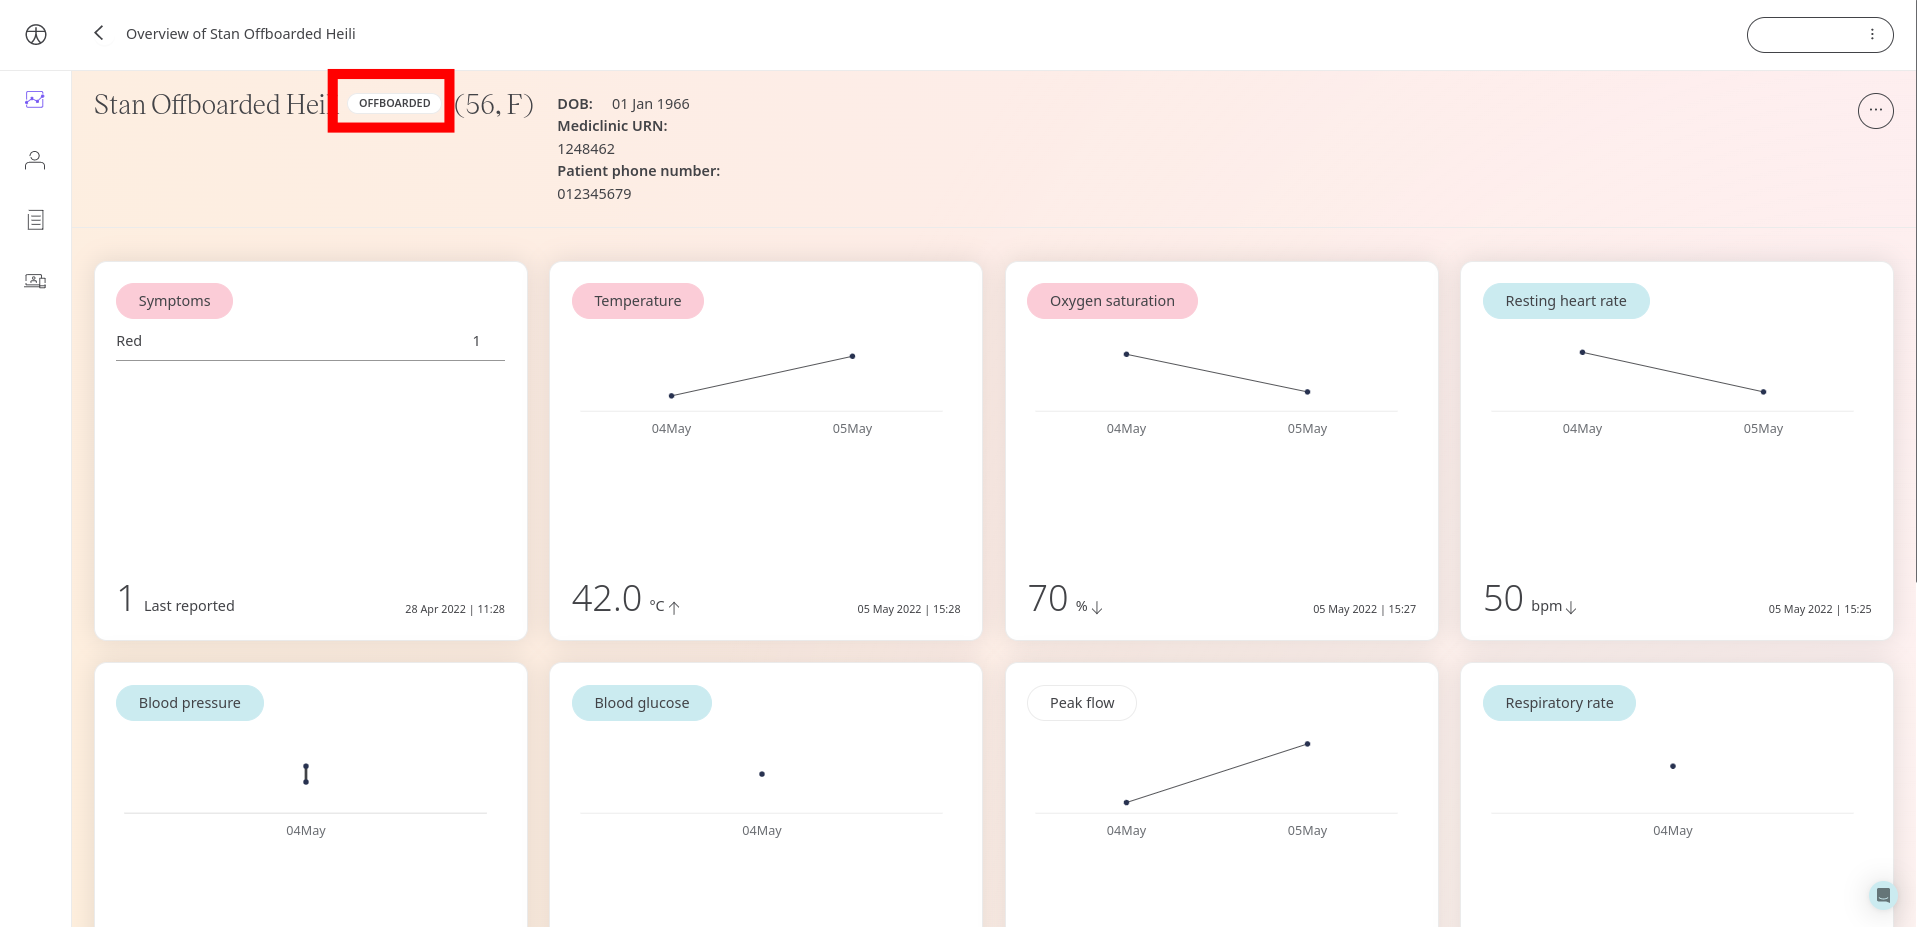 Overview of Stan Offboarded Heili
Stan Offboarded Heili OFFBOARDED (56, F)
DOB: 01 Jan 1966
Mediclinic URN:
1248462
Patient phone number:
012345679
Symptoms
Red 1
1 Last reported 28 Apr 2022 | 11:28
Temperature
04May 05May
42.0 °C ↑ 05 May 2022 | 15:28
Oxygen saturation
04May 05May
70 % ↓ 05 May 2022 | 15:27
Resting heart rate
04May 05May
50 bpm ↓ 05 May 2022 | 15:25
Blood pressure
04May
Blood glucose
04May
Peak flow
04May 05May
Respiratory rate
04May